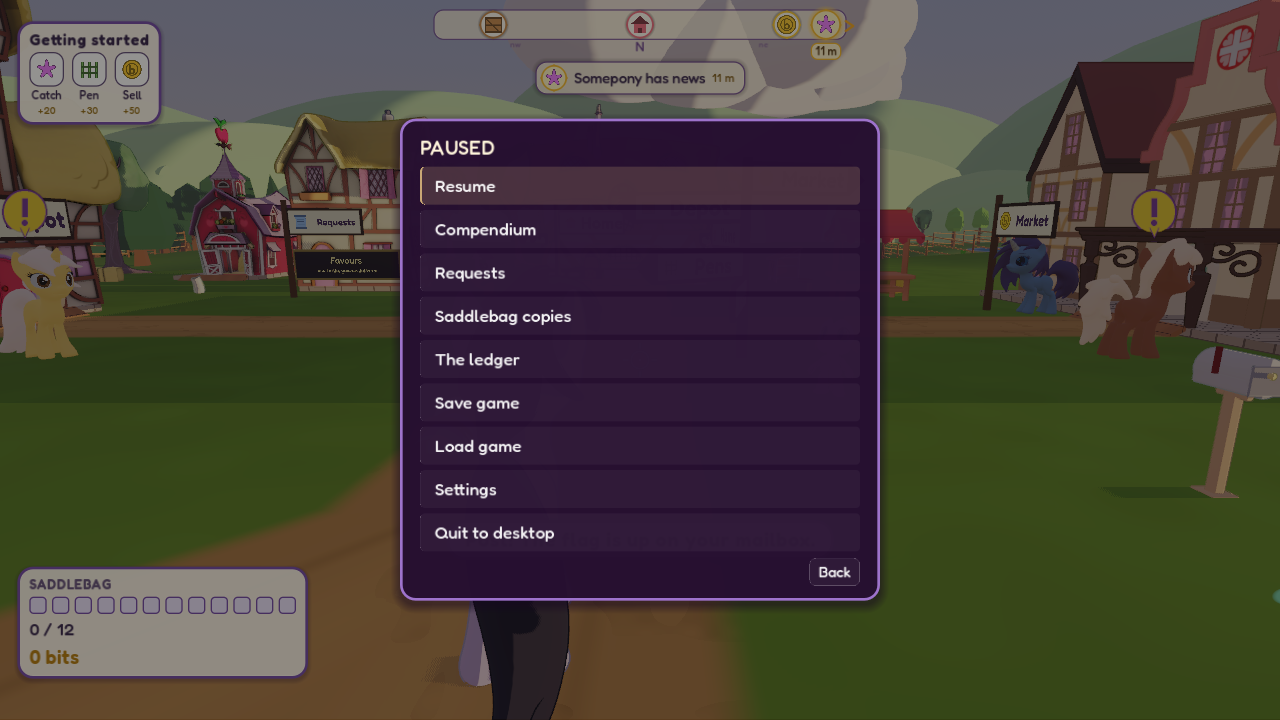 Getting started
Catch
Pen
Sell
+20
+30
+50
N
11 m
Somepony has news 11 m
Requests
Favours
Market
PAUSED
Resume
Compendium
Requests
Saddlebag copies
The ledger
Save game
Load game
Settings
Quit to desktop
Back
SADDLEBAG
0 / 12
0 bits